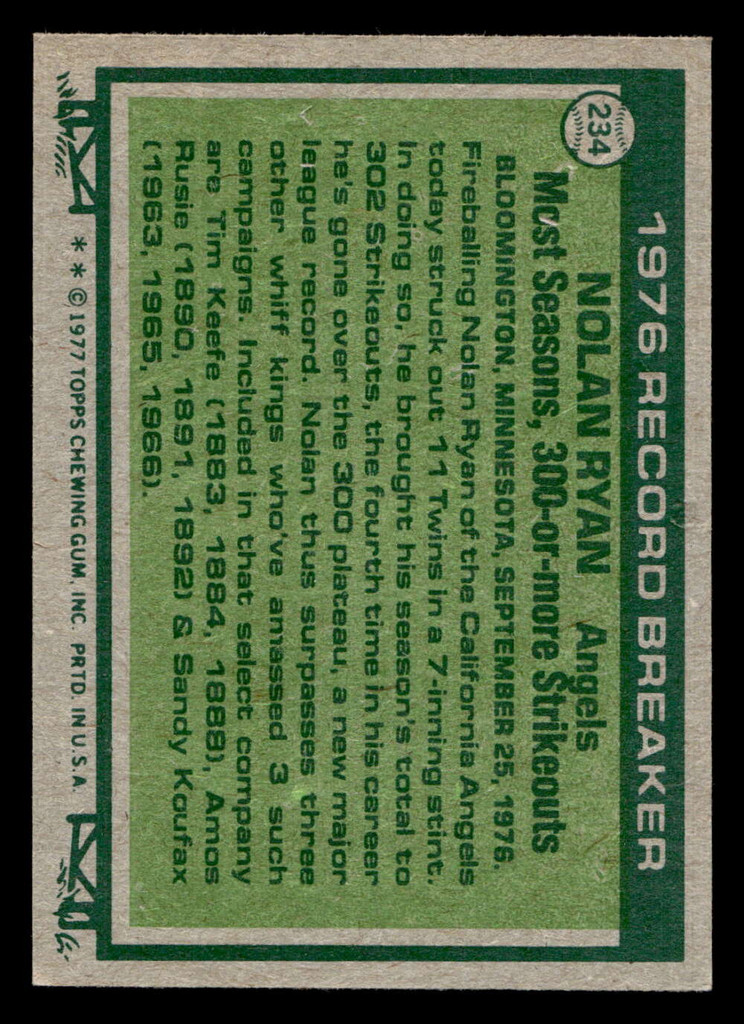 1976 RECORD BREAKER
234
NOLAN RYAN Angels
Most Seasons, 300-or-more Strikeouts
BLOOMINGTON, MINNESOTA, SEPTEMBER 25, 1976.
Fireballing Nolan Ryan of the California Angels
today struck out 11 Twins in a 7-inning stint.
In doing so, he brought his season's total to
302 Strikeouts, the fourth time in his career
he's gone over the 300 plateau, a new major
league record. Nolan thus surpasses three
other whiff kings who've amassed 3 such
campaigns. Included in that select company
are Tim Keefe (1883, 1884, 1888), Amos
Rusie (1890, 1891, 1892) & Sandy Koufax
(1963, 1965, 1966).
* * © 1977 TOPPS CHEWING GUM, INC. PRTD. IN U.S.A.